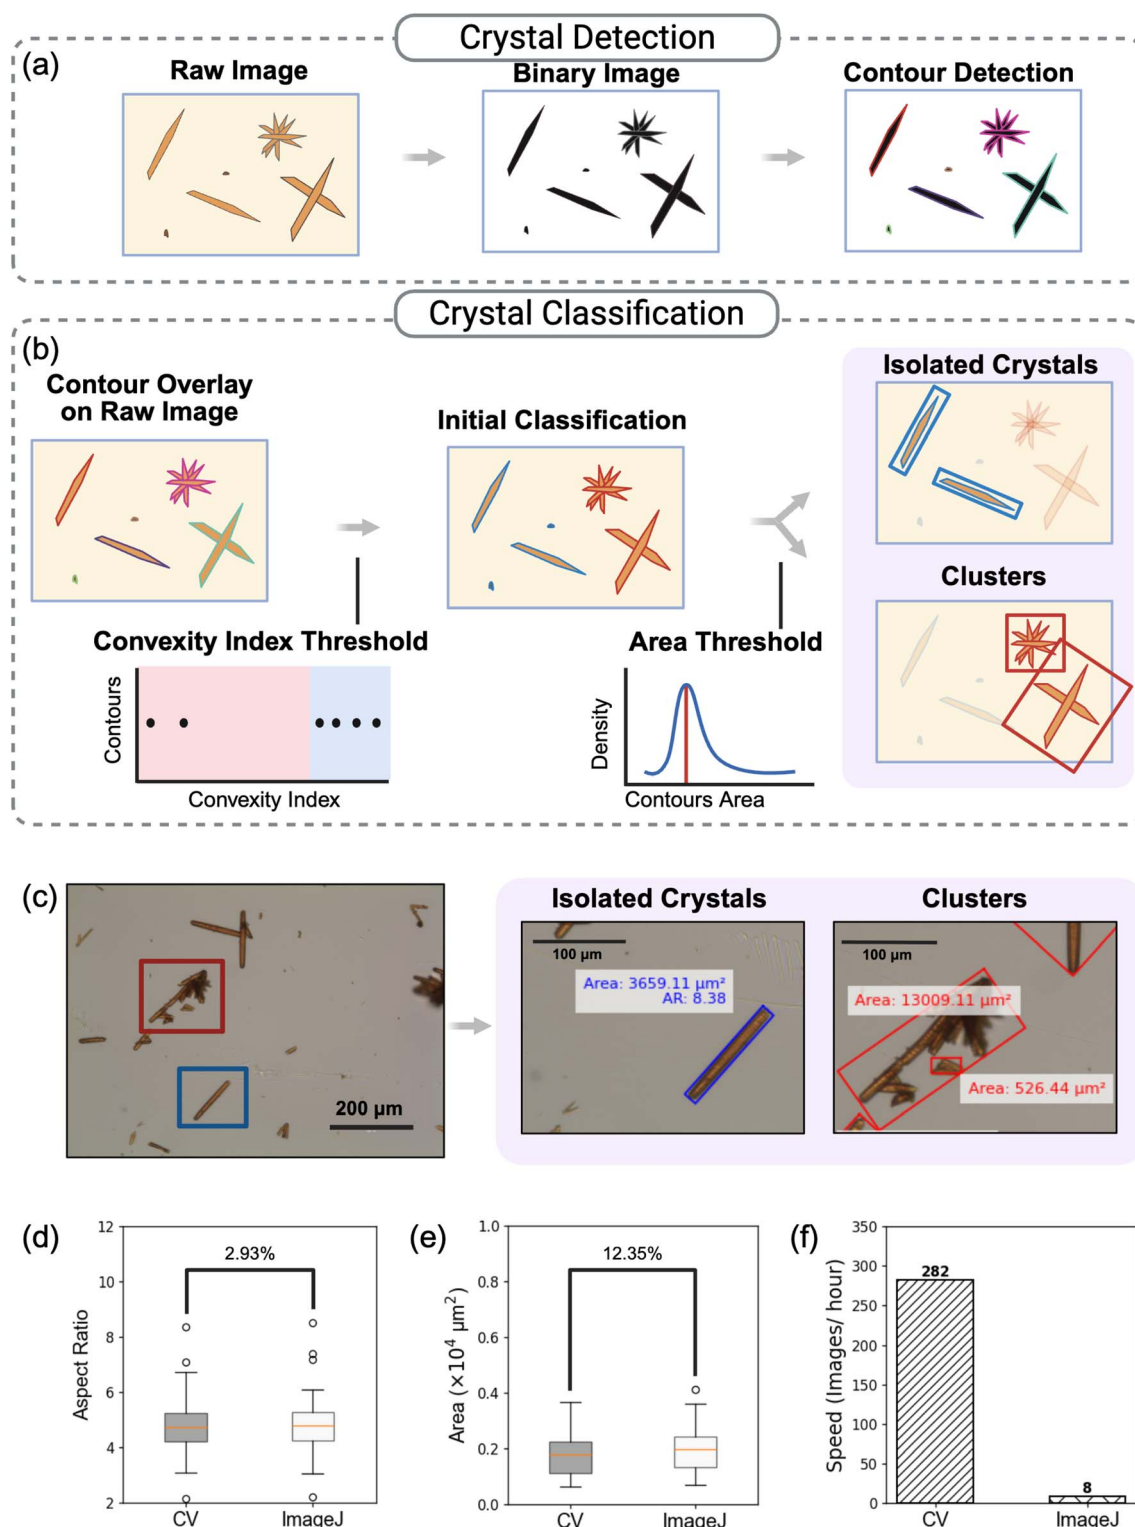 Crystal Detection
(a)
Raw Image
Binary Image
Contour Detection
Crystal Classification
(b)
Contour Overlay
on Raw Image
Initial Classification
Isolated Crystals
Clusters
Convexity Index Threshold
Contours
Convexity Index
Area Threshold
Density
Contours Area
(c)
200 µm
Isolated Crystals
100 µm
Area: 3659.11 µm²
AR: 8.38
Clusters
100 µm
Area: 13009.11 µm²
Area: 526.44 µm²
(d)
Aspect Ratio
12
10
8
6
4
2
2.93%
CV
ImageJ
(e)
Area (×10⁴ µm²)
1.0
0.8
0.6
0.4
0.2
0.0
12.35%
CV
ImageJ
(f)
Speed (Images/ hour)
350
300
250
200
150
100
50
0
282
8
CV
ImageJ